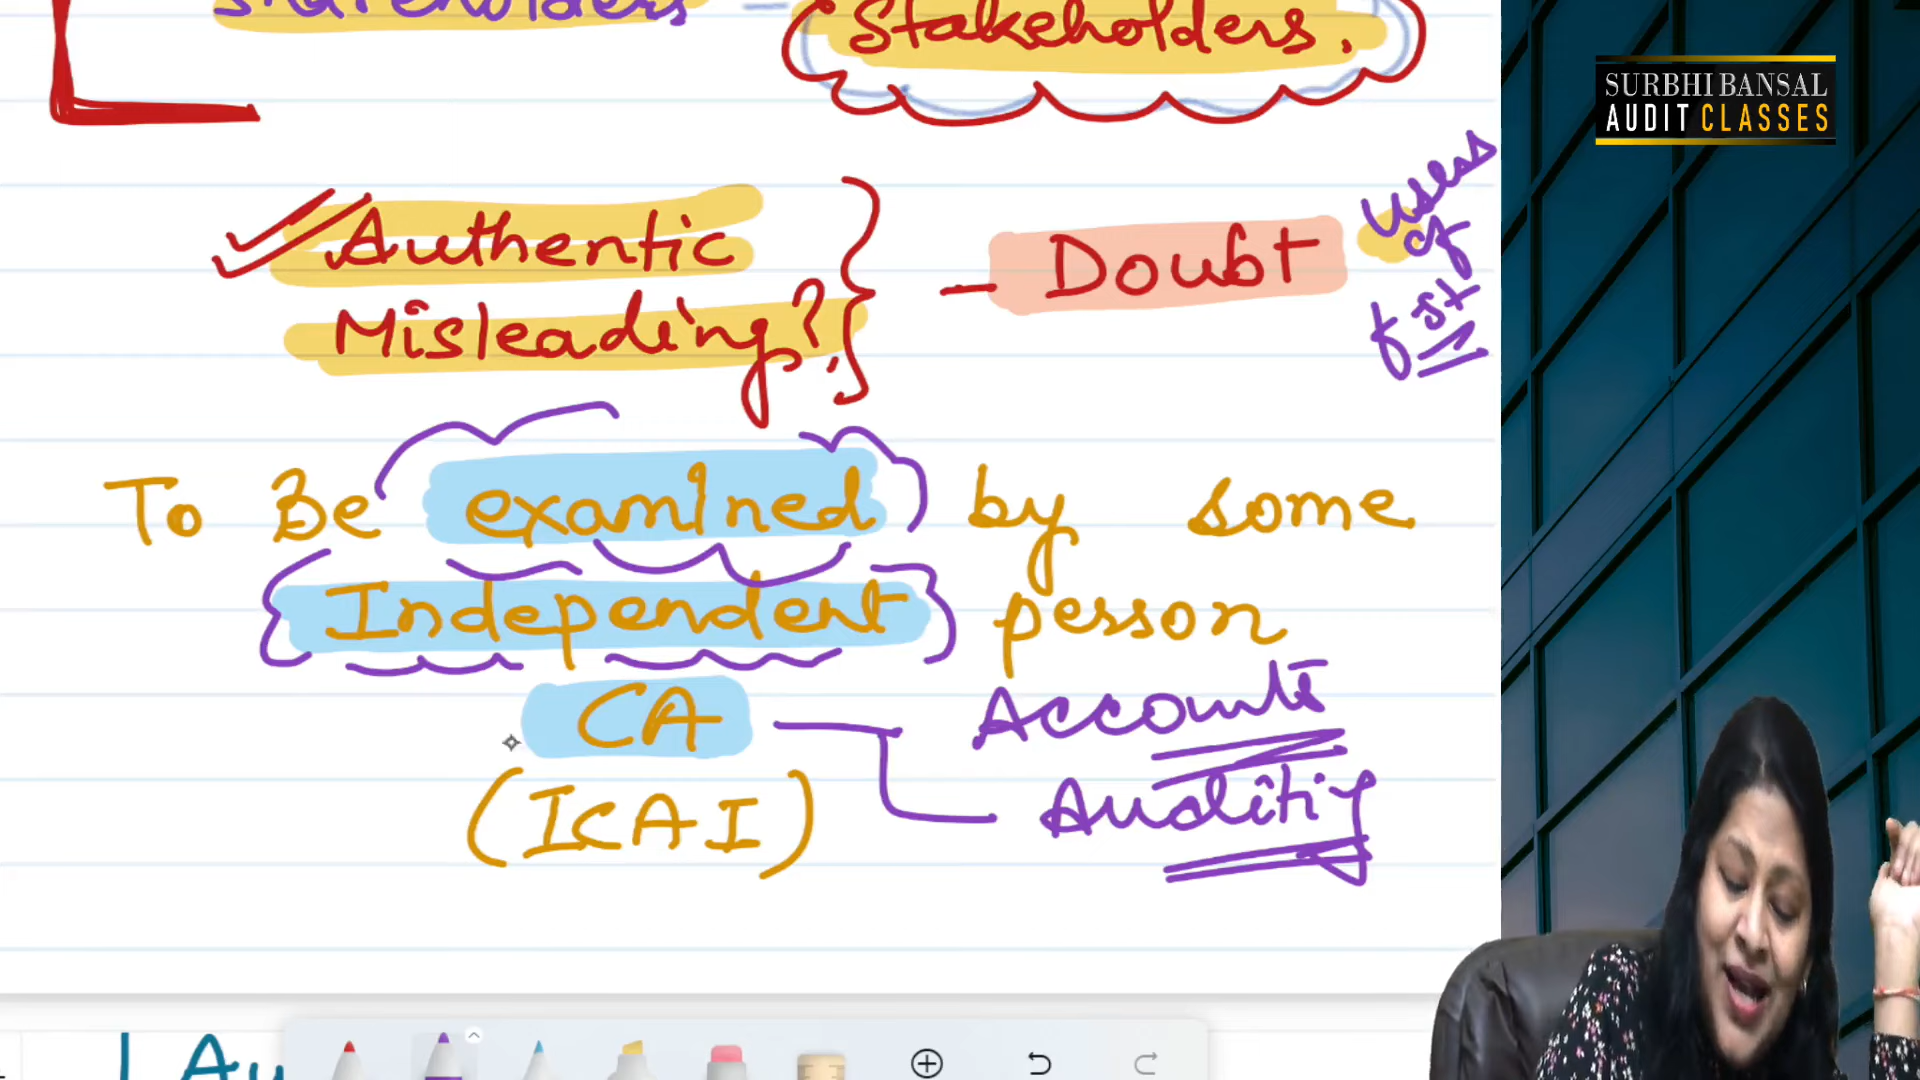 Shareholders - Stakeholders.
SURBHI BANSAL
AUDIT CLASSES
Authentic
Misleading?
- Doubt
Users
of
f.st
To Be examined by some
Independent person
CA
Accounts
Auditing
(ICAI)